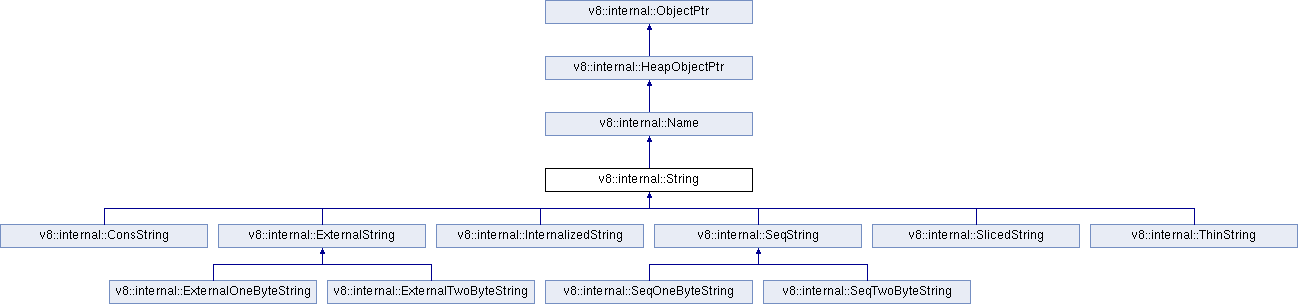 v8::internal::ObjectPtr
v8::internal::HeapObjectPtr
v8::internal::Name
v8::internal::String
v8::internal::ConsString
v8::internal::ExternalString
v8::internal::InternalizedString
v8::internal::SeqString
v8::internal::SlicedString
v8::internal::ThinString
v8::internal::ExternalOneByteString
v8::internal::ExternalTwoByteString
v8::internal::SeqOneByteString
v8::internal::SeqTwoByteString